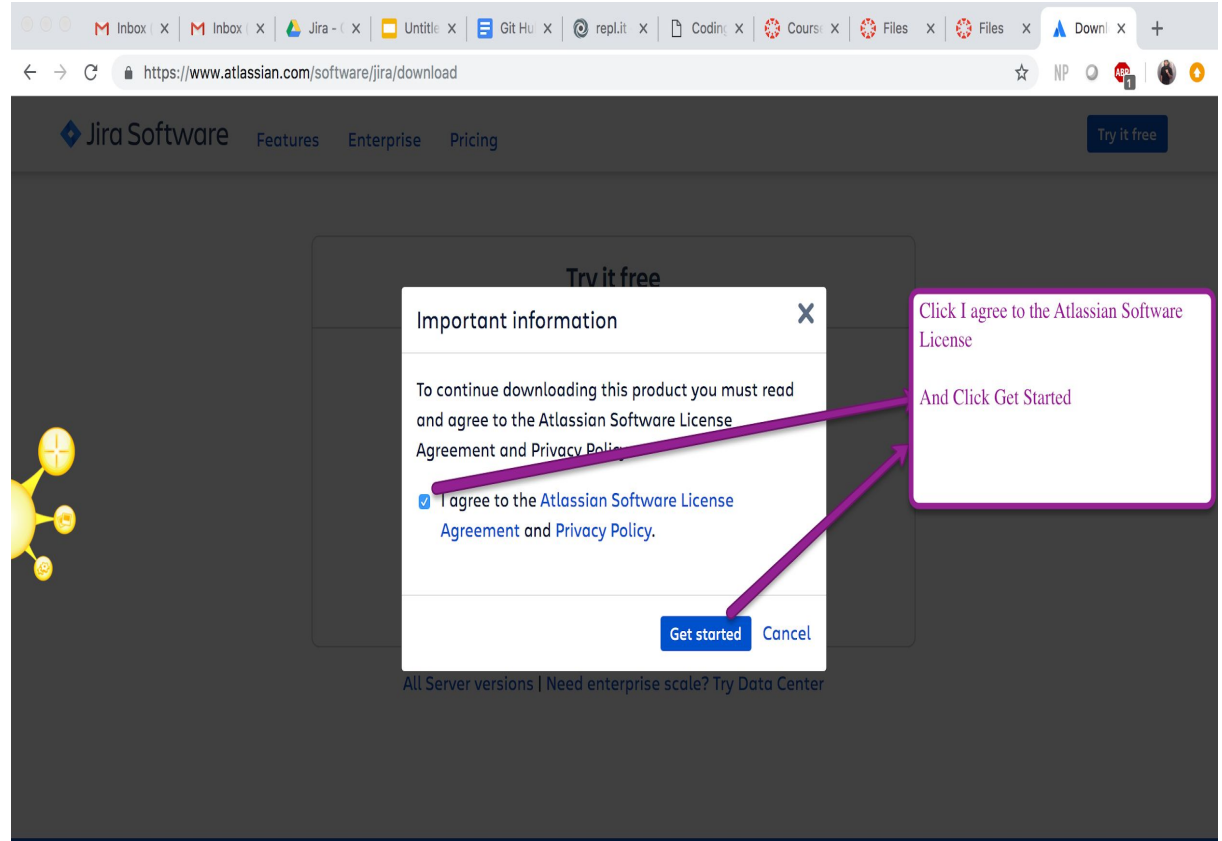 Inbox
Inbox
Jira -
Untitle
Git Hu
repl.it
Coding
Course
Files
Files
Downl
https://www.atlassian.com/software/jira/download
NP
ABP
1
Jira Software
Features
Enterprise
Pricing
Try it free
Try it free
Important information
X
To continue downloading this product you must read
and agree to the Atlassian Software License
Agreement and Privacy Policy
I agree to the Atlassian Software License
Agreement and Privacy Policy.
Get started
Cancel
Click I agree to the Atlassian Software
License
And Click Get Started
All Server versions | Need enterprise scale? Try Data Center